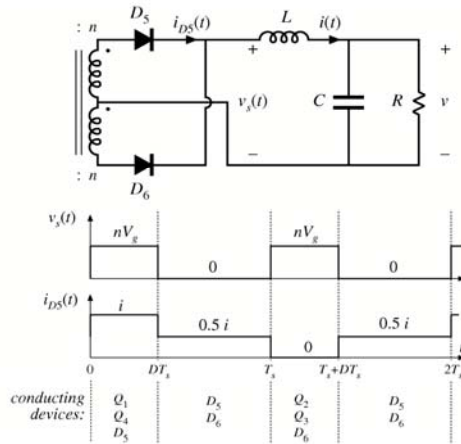 : n
D5
iD5(t)
L
i(t)
+
+
vs(t)
C
R
v
–
–
: n
D6
vs(t)
nVg
nVg
0
0
iD5(t)
i
0.5 i
0.5 i
0
0
DTs
Ts
Ts+DTs
2Ts
t
conducting devices:
Q1
D5
Q2
D5
Q4
D6
Q3
D6
D5
D6